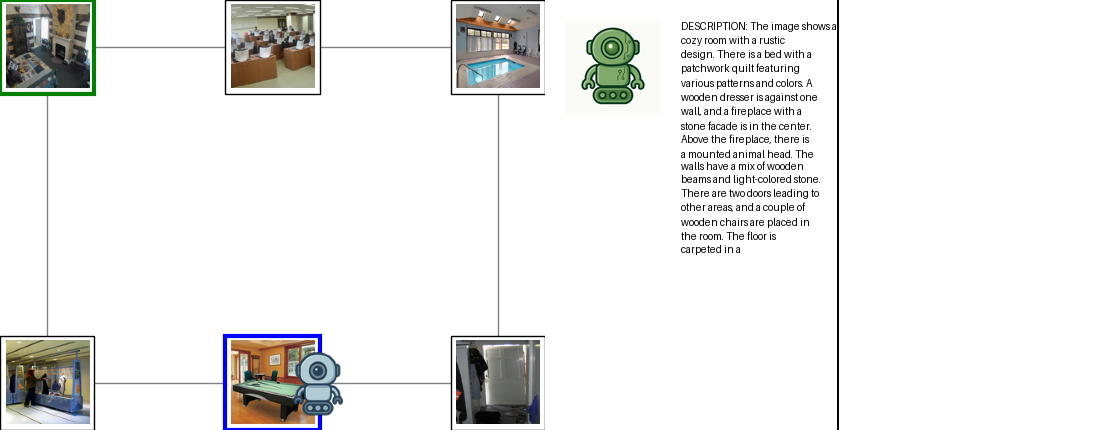 DESCRIPTION: The image shows a
cozy room with a rustic
design. There is a bed with a
patchwork quilt featuring
various patterns and colors. A
wooden dresser is against one
wall, and a fireplace with a
stone facade is in the center.
Above the fireplace, there is
a mounted animal head. The
walls have a mix of wooden
beams and light-colored stone.
There are two doors leading to
other areas, and a couple of
wooden chairs are placed in
the room. The floor is
carpeted in a